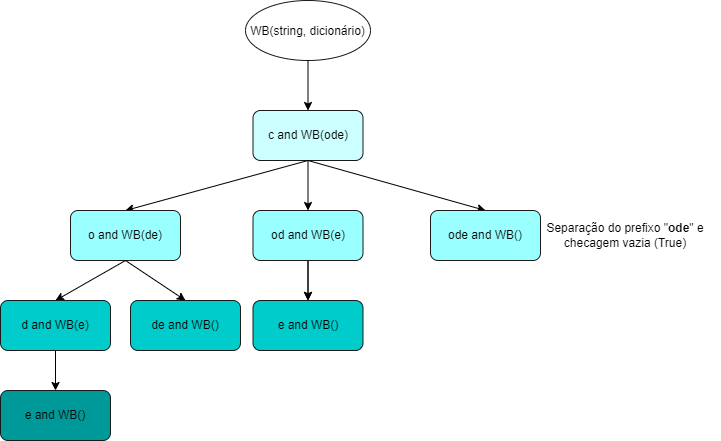 WB(string, dicionário)
c and WB(ode)
o and WB(de)
od and WB(e)
ode and WB()
Separação do prefixo "ode" e
checagem vazia (True)
d and WB(e)
de and WB()
e and WB()
e and WB()